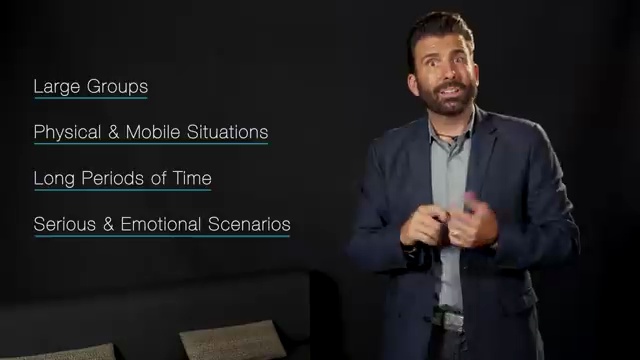 Large Groups
Physical & Mobile Situations
Long Periods of Time
Serious & Emotional Scenarios